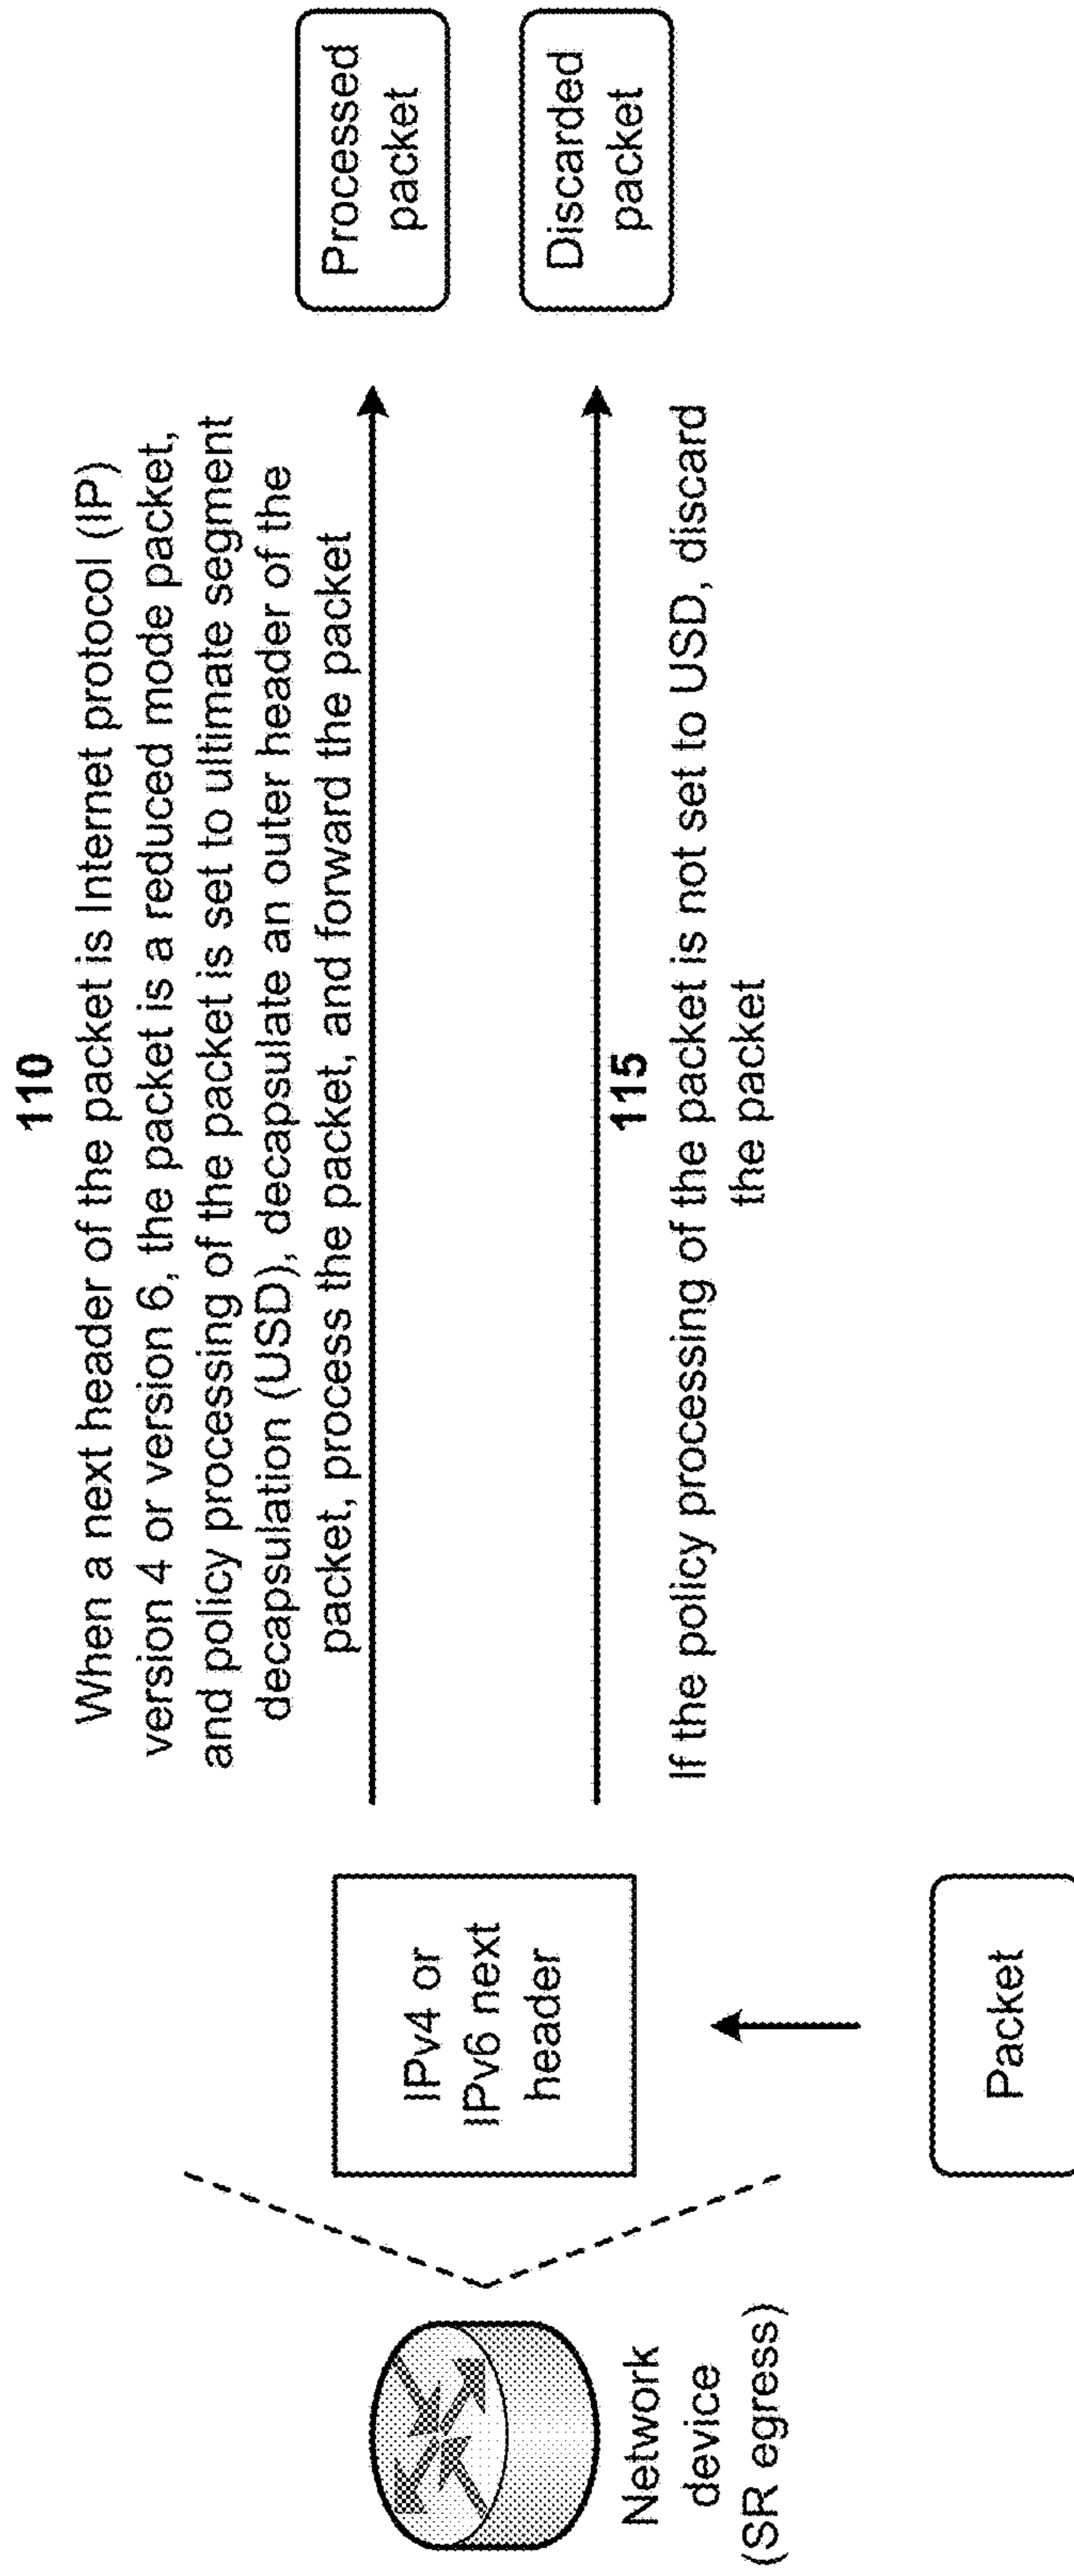 110
When a next header of the packet is Internet protocol (IP)
version 4 or version 6, the packet is a reduced mode packet,
and policy processing of the packet is set to ultimate segment
decapsulation (USD), decapsulate an outer header of the
packet, process the packet, and forward the packet
Processed
packet
IPv4 or
IPv6 next
header
Discarded
packet
115
If the policy processing of the packet is not set to USD, discard
the packet
Network
device
(SR egress)
Packet